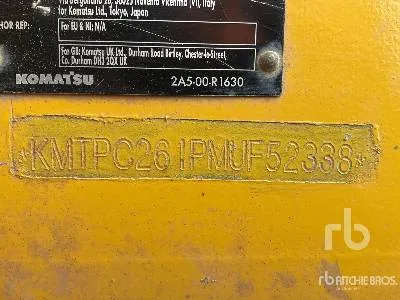 for Komatsu Ltd., Tokyo, Japan
For EU & NI: N/A
For GB: Komatsu UK Ltd., Durham Road Birtley, Chester-le-Street,
Co. Durham DH3 2QX UK
KOMATSU 2A5-00-R1630
*KMTPC261PMUF52338*
rb
rb
RITCHIE BROS.